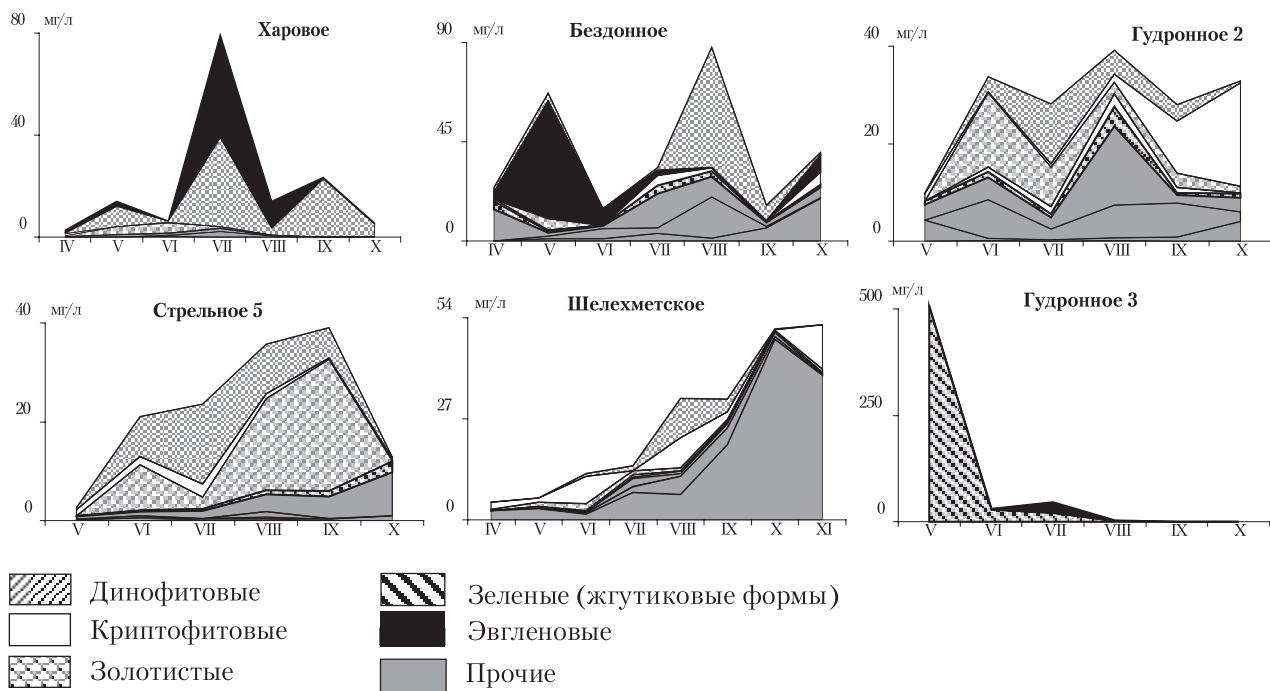 80 мг/л Харовое
40
0
IV V VI VII VIII IX X
90 мг/л Бездонное
45
0
IV V VI VII VIII IX X
40 мг/л Гудронное 2
20
0
V VI VII VIII IX X
40 мг/л Стрельное 5
20
0
V VI VII VIII IX X
54 мг/л Шелехметское
27
0
IV V VI VII VIII IX X XI
500 мг/л Гудронное 3
250
0
V VI VII VIII IX X
Динофитовые
Криптофитовые
Золотистые
Зеленые (жгутиковые формы)
Эвгленовые
Прочие